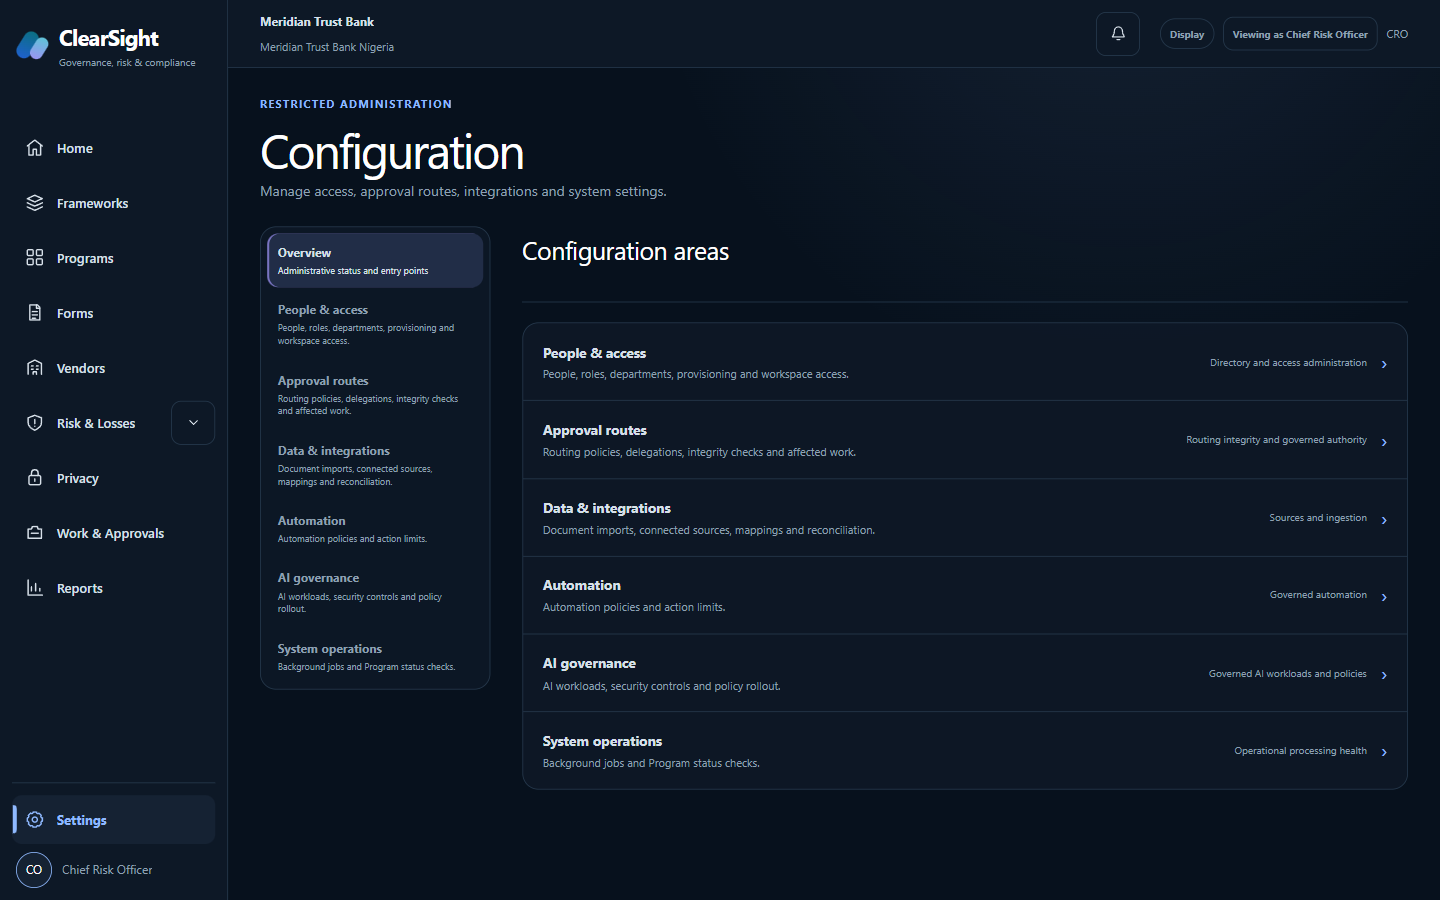 ClearSight
Governance, risk & compliance
Home
Frameworks
Programs
Forms
Vendors
Risk & Losses
Privacy
Work & Approvals
Reports
Settings
CO
Chief Risk Officer
Meridian Trust Bank
Meridian Trust Bank Nigeria
Display
Viewing as Chief Risk Officer
CRO
RESTRICTED ADMINISTRATION
Configuration
Manage access, approval routes, integrations and system settings.
Overview
Administrative status and entry points
People & access
People, roles, departments, provisioning and
workspace access.
Approval routes
Routing policies, delegations, integrity checks
and affected work.
Data & integrations
Document imports, connected sources,
mappings and reconciliation.
Automation
Automation policies and action limits.
AI governance
AI workloads, security controls and policy
rollout.
System operations
Background jobs and Program status checks.
Configuration areas
People & access
People, roles, departments, provisioning and workspace access.
Directory and access administration
Approval routes
Routing policies, delegations, integrity checks and affected work.
Routing integrity and governed authority
Data & integrations
Document imports, connected sources, mappings and reconciliation.
Sources and ingestion
Automation
Automation policies and action limits.
Governed automation
AI governance
AI workloads, security controls and policy rollout.
Governed AI workloads and policies
System operations
Background jobs and Program status checks.
Operational processing health